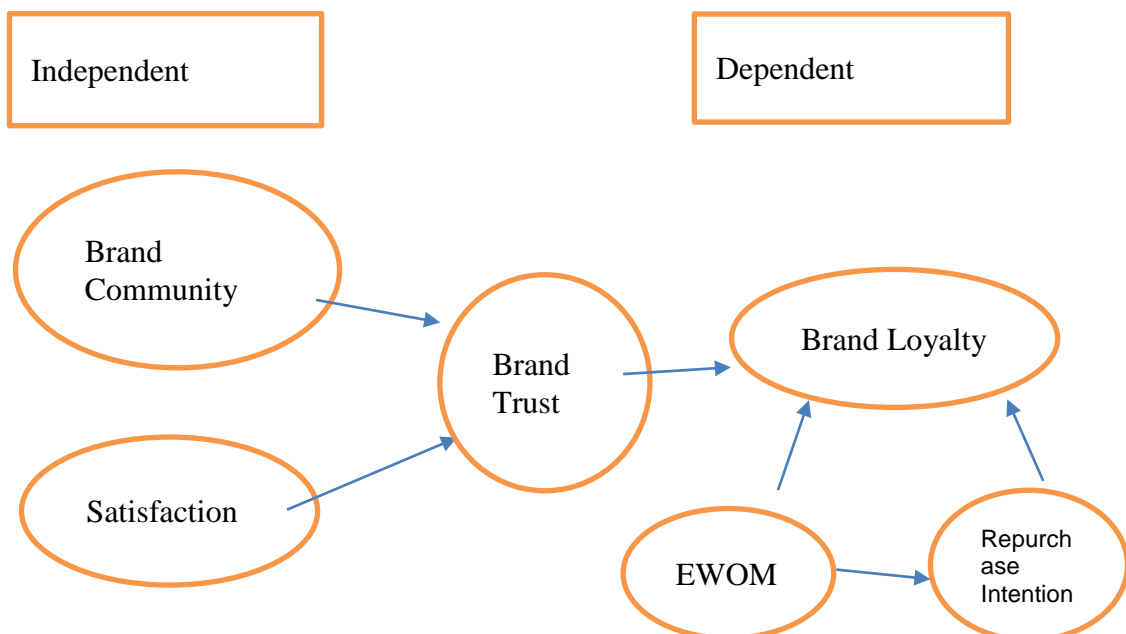 Independent
Dependent
Brand
Community
Brand Loyalty
Brand
Trust
Satisfaction
EWOM
Repurch
ase
Intention